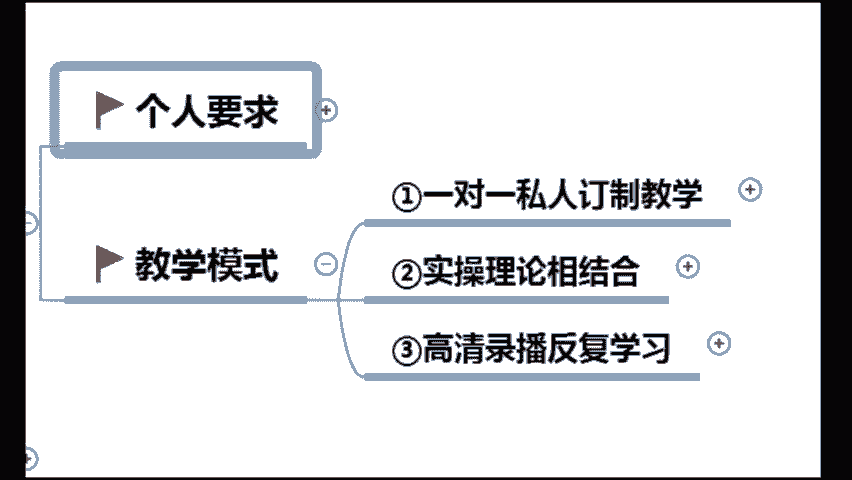 个人要求
教学模式
①一对一私人订制教学
②实操理论相结合
③高清录播反复学习